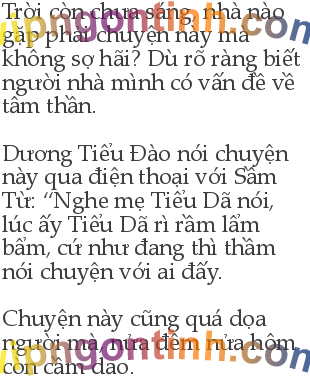 Trời còn chưa sáng, nhà nào
gặp phải chuyện này mà
không sợ hãi? Dù rõ ràng biết
người nhà mình có vấn đề về
tâm thần.
Dương Tiểu Đào nói chuyện
này qua điện thoại với Sầm
Từ: “Nghe mẹ Tiểu Dã nói,
lúc ấy Tiểu Dã rì rầm lẩm
bẩm, cứ như đang thì thầm
nói chuyện với ai đấy.
Chuyện này cũng quá dọa
người mà, nửa đêm nửa hôm
còn cầm dao.
vipngontinh.com
vipngontinh.com